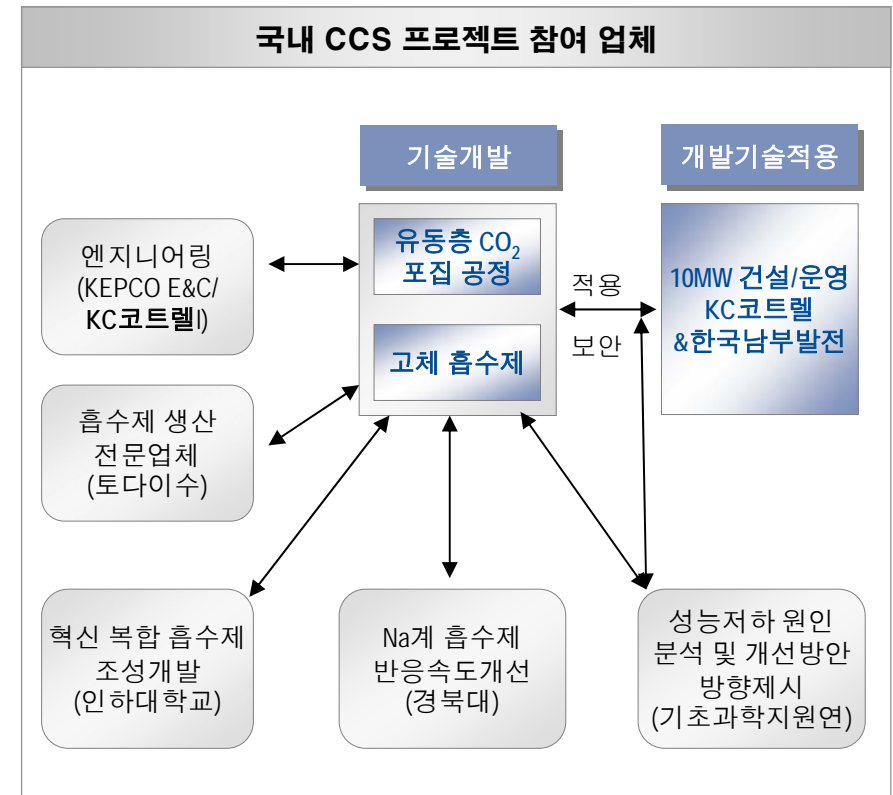 국내 CCS 프로젝트 참여 업체
기술개발
개발기술적용
엔지니어링
(KEPCO E&C/
KC코트렐l)
유동층 CO₂
포집 공정
고체 흡수제
적용
보안
10MW 건설/운영
KC코트렐
&한국남부발전
흡수제 생산
전문업체
(토다이수)
혁신 복합 흡수제
조성개발
(인하대학교)
Na계 흡수제
반응속도개선
(경북대)
성능저하 원인
분석 및 개선방안
방향제시
(기초과학지원연)